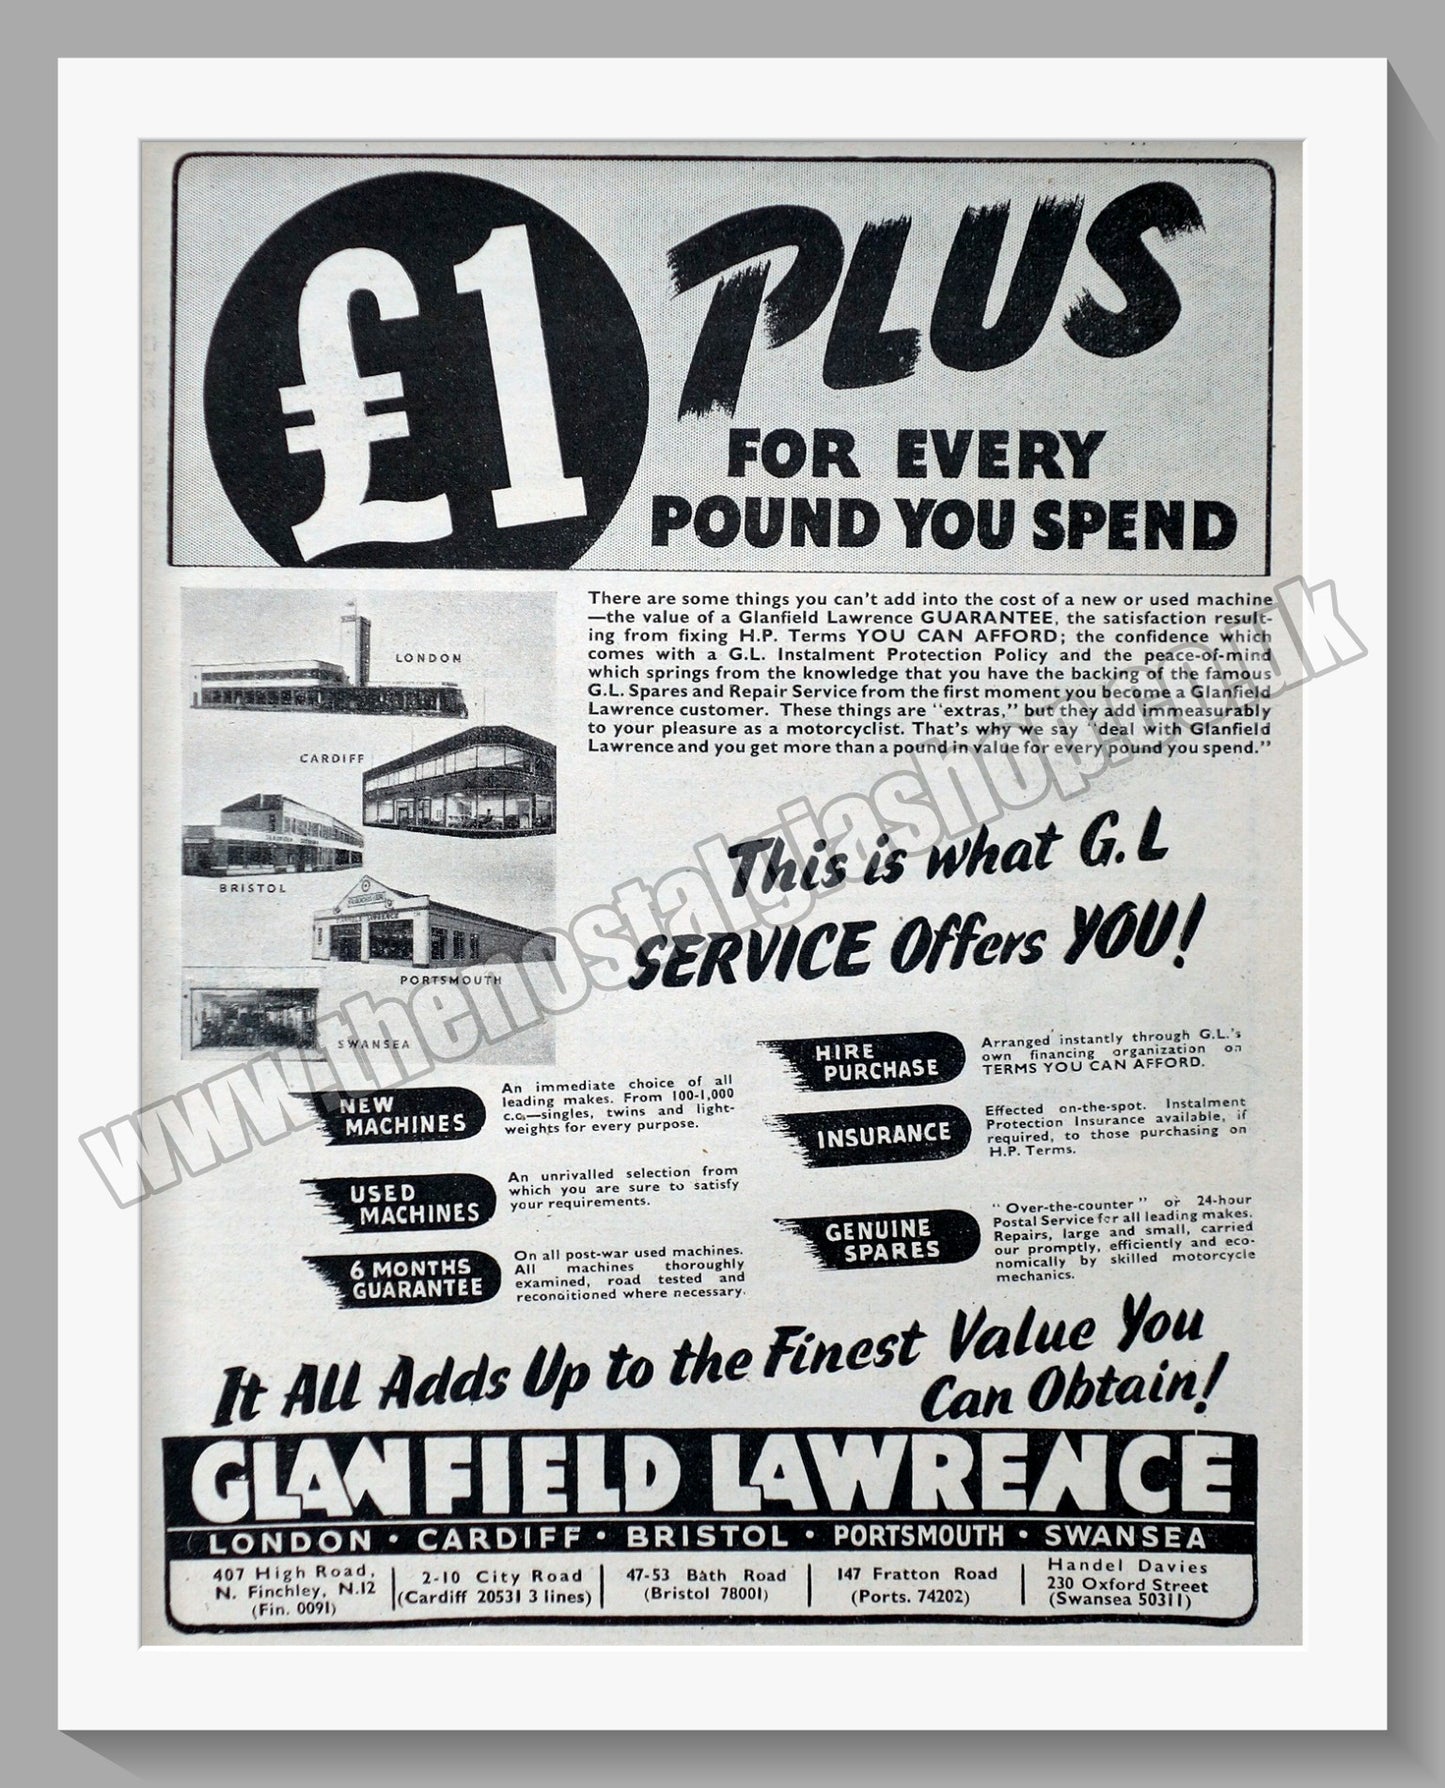 £1 PLUS
FOR EVERY
POUND YOU SPEND
LONDON
CARDIFF
BRISTOL
GLANFIELD LAWRENCE
PORTSMOUTH
SWANSEA
There are some things you can't add into the cost of a new or used machine
—the value of a Glanfield Lawrence GUARANTEE, the satisfaction result-
ing from fixing H.P. Terms YOU CAN AFFORD; the confidence which
comes with a G.L. Instalment Protection Policy and the peace-of-mind
which springs from the knowledge that you have the backing of the famous
G.L. Spares and Repair Service from the first moment you become a Glanfield
Lawrence customer. These things are "extras," but they add immeasurably
to your pleasure as a motorcyclist. That's why we say "deal with Glanfield
Lawrence and you get more than a pound in value for every pound you spend."
This is what G.L
SERVICE Offers YOU!
NEW
MACHINES
An immediate choice of all
leading makes. From 100-1,000
c.c.—singles, twins and light-
weights for every purpose.
USED
MACHINES
An unrivalled selection from
which you are sure to satisfy
your requirements.
6 MONTHS
GUARANTEE
On all post-war used machines.
All machines thoroughly
examined, road tested and
reconditioned where necessary.
HIRE
PURCHASE
Arranged instantly through G.L.'s
own financing organization on
TERMS YOU CAN AFFORD.
INSURANCE
Effected on-the-spot. Instalment
Protection Insurance available, if
required, to those purchasing on
H.P. Terms.
GENUINE
SPARES
"Over-the-counter" or 24-hour
Postal Service for all leading makes.
Repairs, large and small, carried
our promptly, efficiently and eco-
nomically by skilled motorcycle
mechanics.
It All Adds Up to the Finest Value You
Can Obtain!
GLANFIELD LAWRENCE
LONDON · CARDIFF · BRISTOL · PORTSMOUTH · SWANSEA
407 High Road,
N. Finchley, N.12
(Fin. 0091)
2-10 City Road
(Cardiff 20531 3 lines)
47-53 Bath Road
(Bristol 78001)
147 Fratton Road
(Ports. 74202)
Handel Davies
230 Oxford Street
(Swansea 50311)
www.thenostalgiashop.co.uk